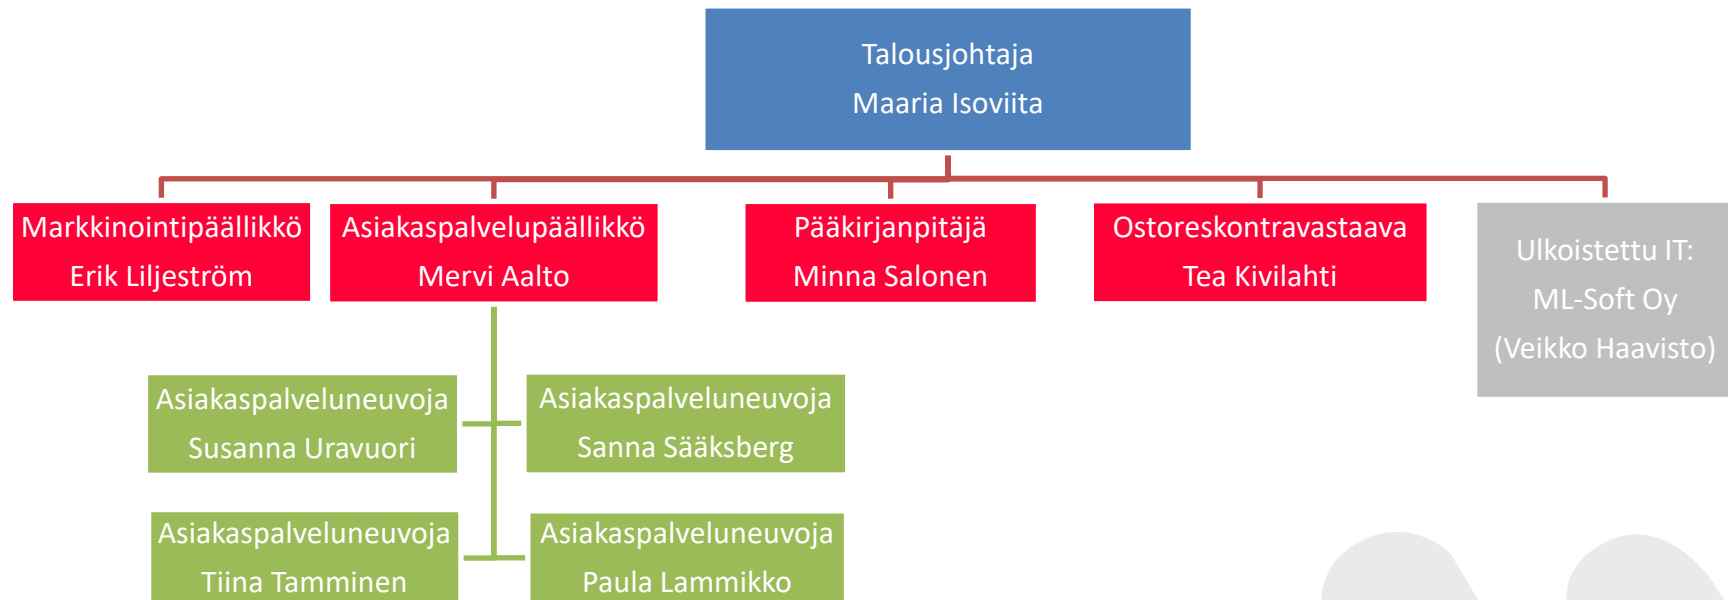 Talousjohtaja
Maaria Isoviita
Markkinointipäällikkö
Erik Liljeström
Asiakaspalvelupäällikkö
Mervi Aalto
Pääkirjanpitäjä
Minna Salonen
Ostoreskontravastaava
Tea Kivilahti
Ulkoistettu IT:
ML-Soft Oy
(Veikko Haavisto)
Asiakaspalveluneuvoja
Susanna Uravuori
Asiakaspalveluneuvoja
Sanna Sääksberg
Asiakaspalveluneuvoja
Tiina Tamminen
Asiakaspalveluneuvoja
Paula Lammikko